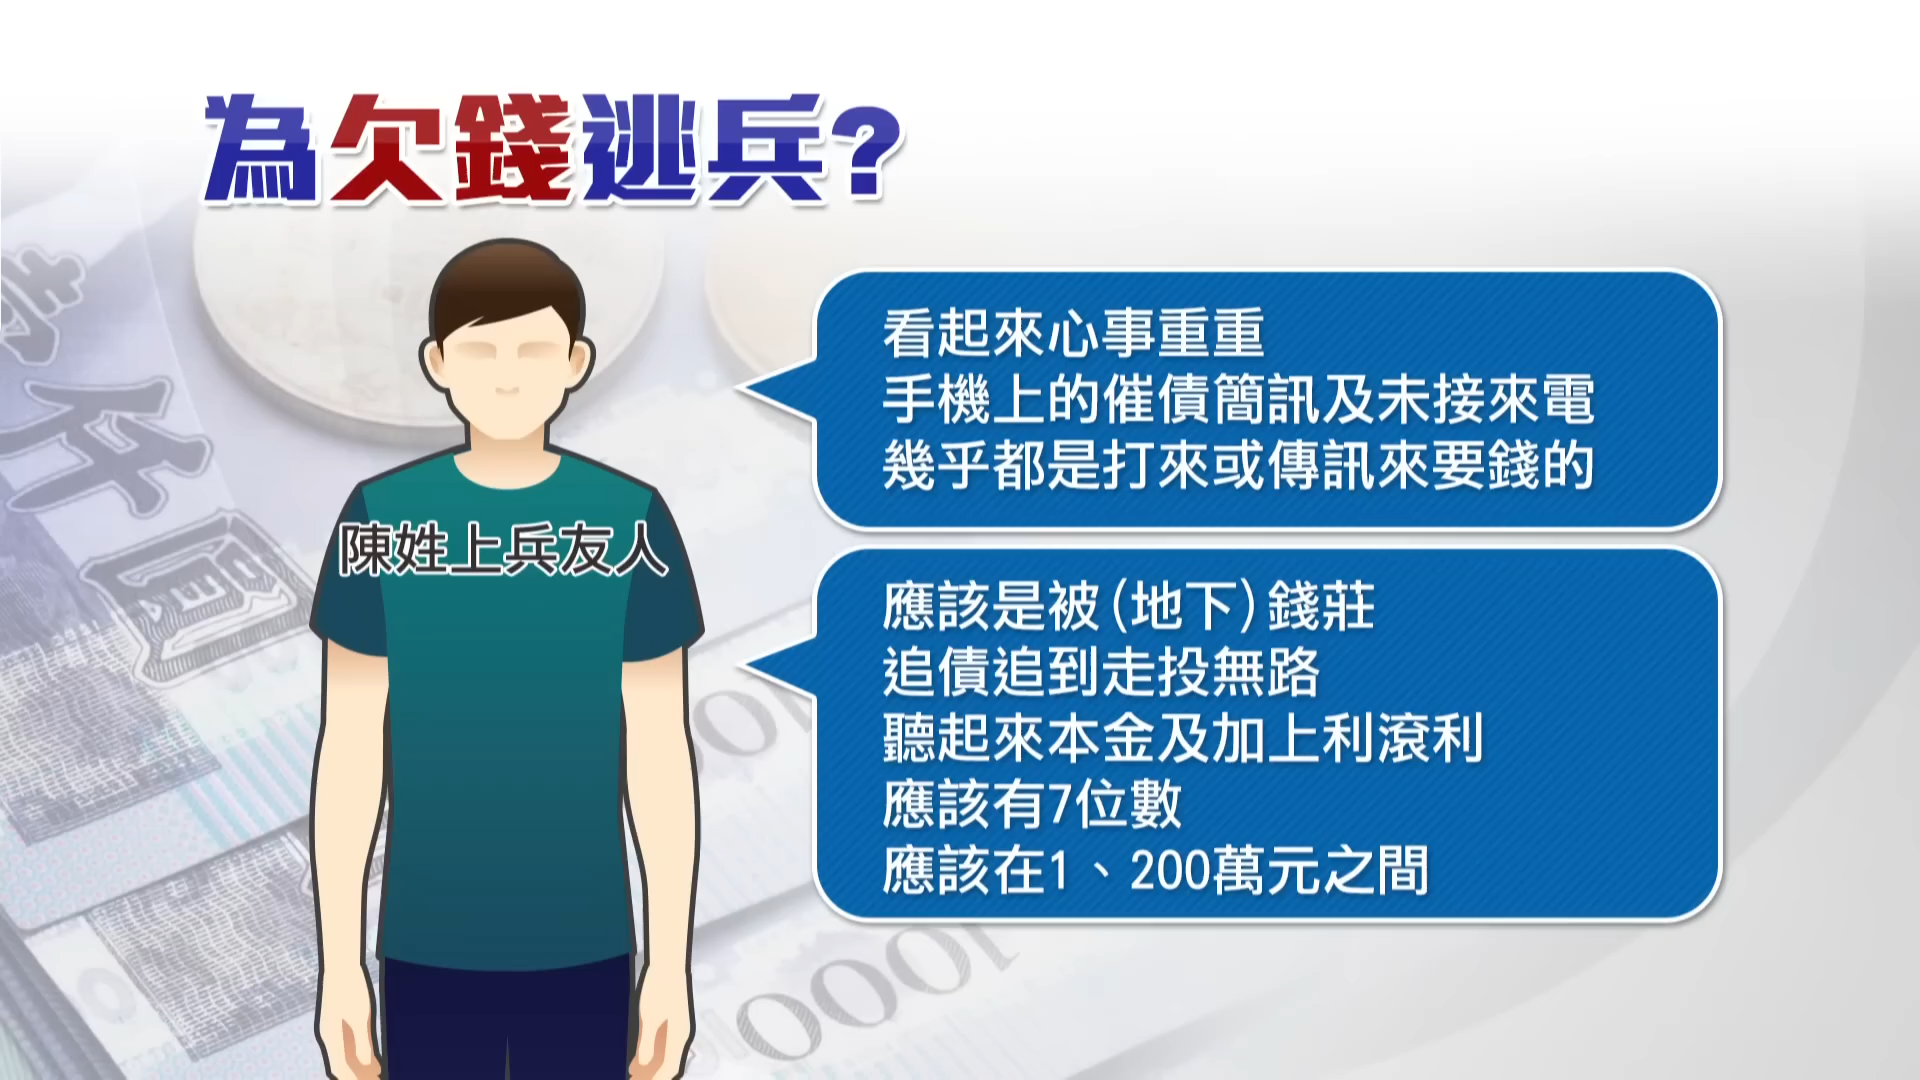 為欠錢逃兵?
看起來心事重重
手機上的催債簡訊及未接來電
幾乎都是打來或傳訊來要錢的
陳姓上兵友人
應該是被(地下)錢莊
追債追到走投無路
聽起來本金及加上利滾利
應該有7位數
應該在1、200萬元之間
圓
1000